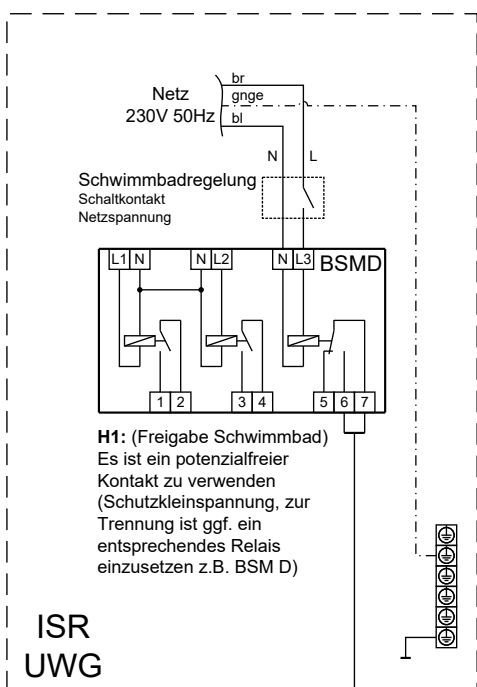 br
Netz
gnge
230V 50Hz
bl
N
L
Schwimmbadregelung
Schaltkontakt
Netzspannung
L1 N N L2 N L3 BSMD
1 2 3 4 5 6 7
H1: (Freigabe Schwimmbad)
Es ist ein potenzialfreier
Kontakt zu verwenden
(Schutzkleinspannung, zur
Trennung ist ggf. ein
entsprechendes Relais
einzusetzen z.B. BSM D)
ISR
UWG